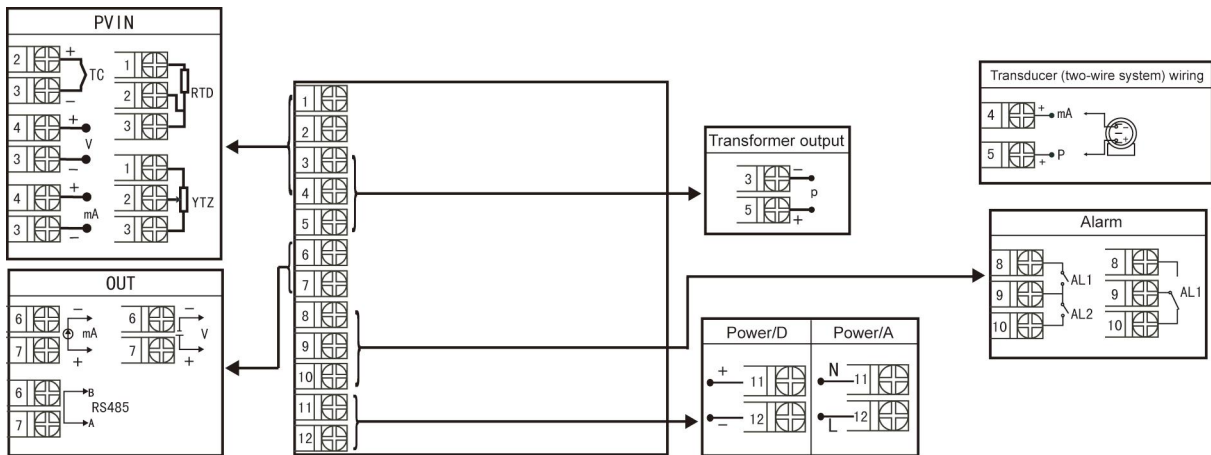 PVIN
2 + TC
3 −
1
2 RTD
3
4 + V
3 −
1
2 YTZ
3
4 + mA
3 −
OUT
6 − mA
7 +
6 − V
7 +
6 B RS485
7 A
1
2
3
4
5
6
7
8
9
10
11
12
Transformer output
3 − p
5 +
Power/D
+ 11
− 12
Power/A
N 11
L 12
Transducer (two-wire system) wiring
4 + mA
5 + P
− +
Alarm
8 AL1
9
10 AL2
8
9 AL1
10